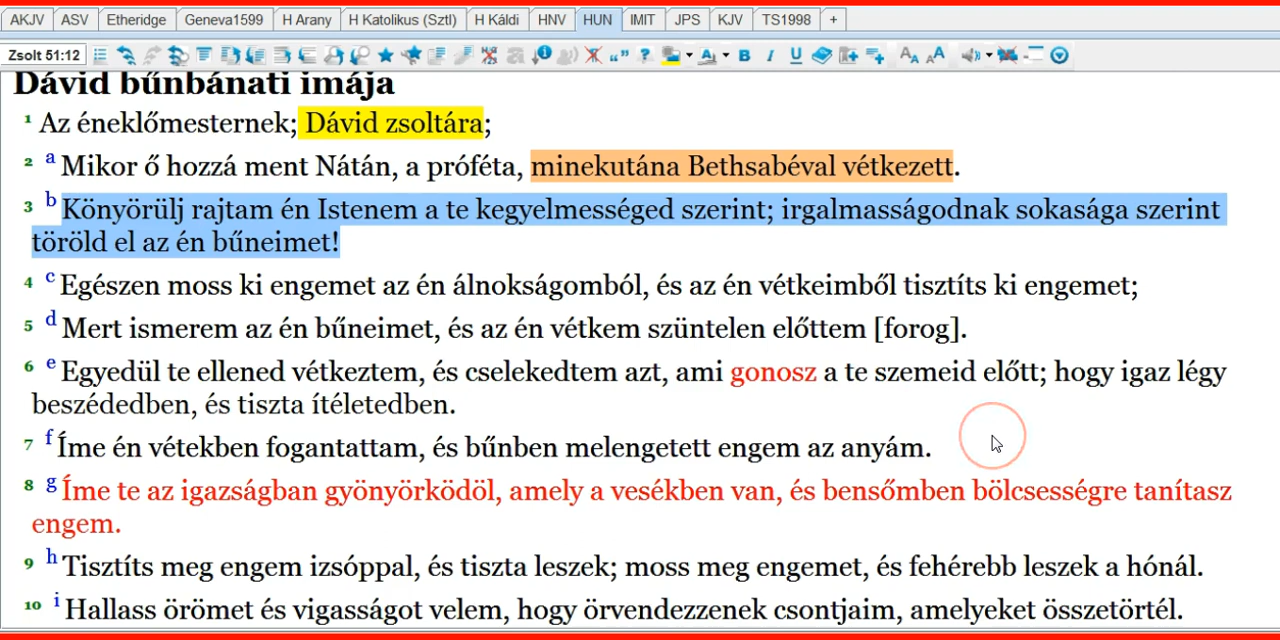 AKJV ASV Etheridge Geneva1599 H Arany H Katolikus (Sztl) H Káldi HNV HUN IMIT JPS KJV TS1998 +
Zsolt 51:12
Dávid bűnbánati imája
1 Az éneklőmesternek; Dávid zsoltára;
2 a Mikor ő hozzá ment Nátán, a próféta, minekutána Bethsabéval vétkezett.
3 b Könyörülj rajtam én Istenem a te kegyelmességed szerint; irgalmasságodnak sokasága szerint
töröld el az én bűneimet!
4 c Egészen moss ki engemet az én álnokságomból, és az én vétkeimből tisztíts ki engemet;
5 d Mert ismerem az én bűneimet, és az én vétkem szüntelen előttem [forog].
6 e Egyedül te ellened vétkeztem, és cselekedtem azt, ami gonosz a te szemeid előtt; hogy igaz légy
beszédedben, és tiszta ítéletedben.
7 f Íme én vétekben fogantattam, és bűnben melengetett engem az anyám.
8 g Íme te az igazságban gyönyörködöl, amely a vesékben van, és bensőmben bölcsességre tanítasz
engem.
9 h Tisztíts meg engem izsóppal, és tiszta leszek; moss meg engemet, és fehérebb leszek a hónál.
10 i Hallass örömet és vigasságot velem, hogy örvendezzenek csontjaim, amelyeket összetörtél.